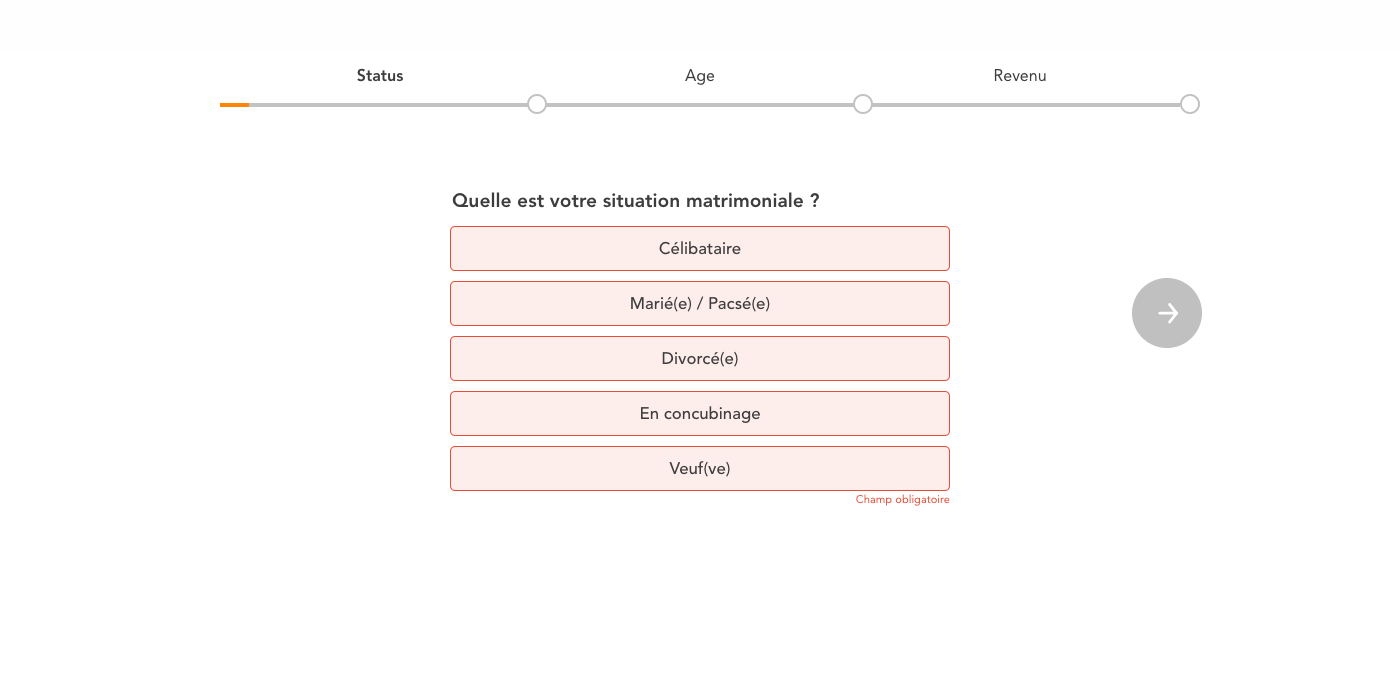 Status
Age
Revenu
Quelle est votre situation matrimoniale ?
Célibataire
Marié(e) / Pacsé(e)
Divorcé(e)
En concubinage
Veuf(ve)
Champ obligatoire